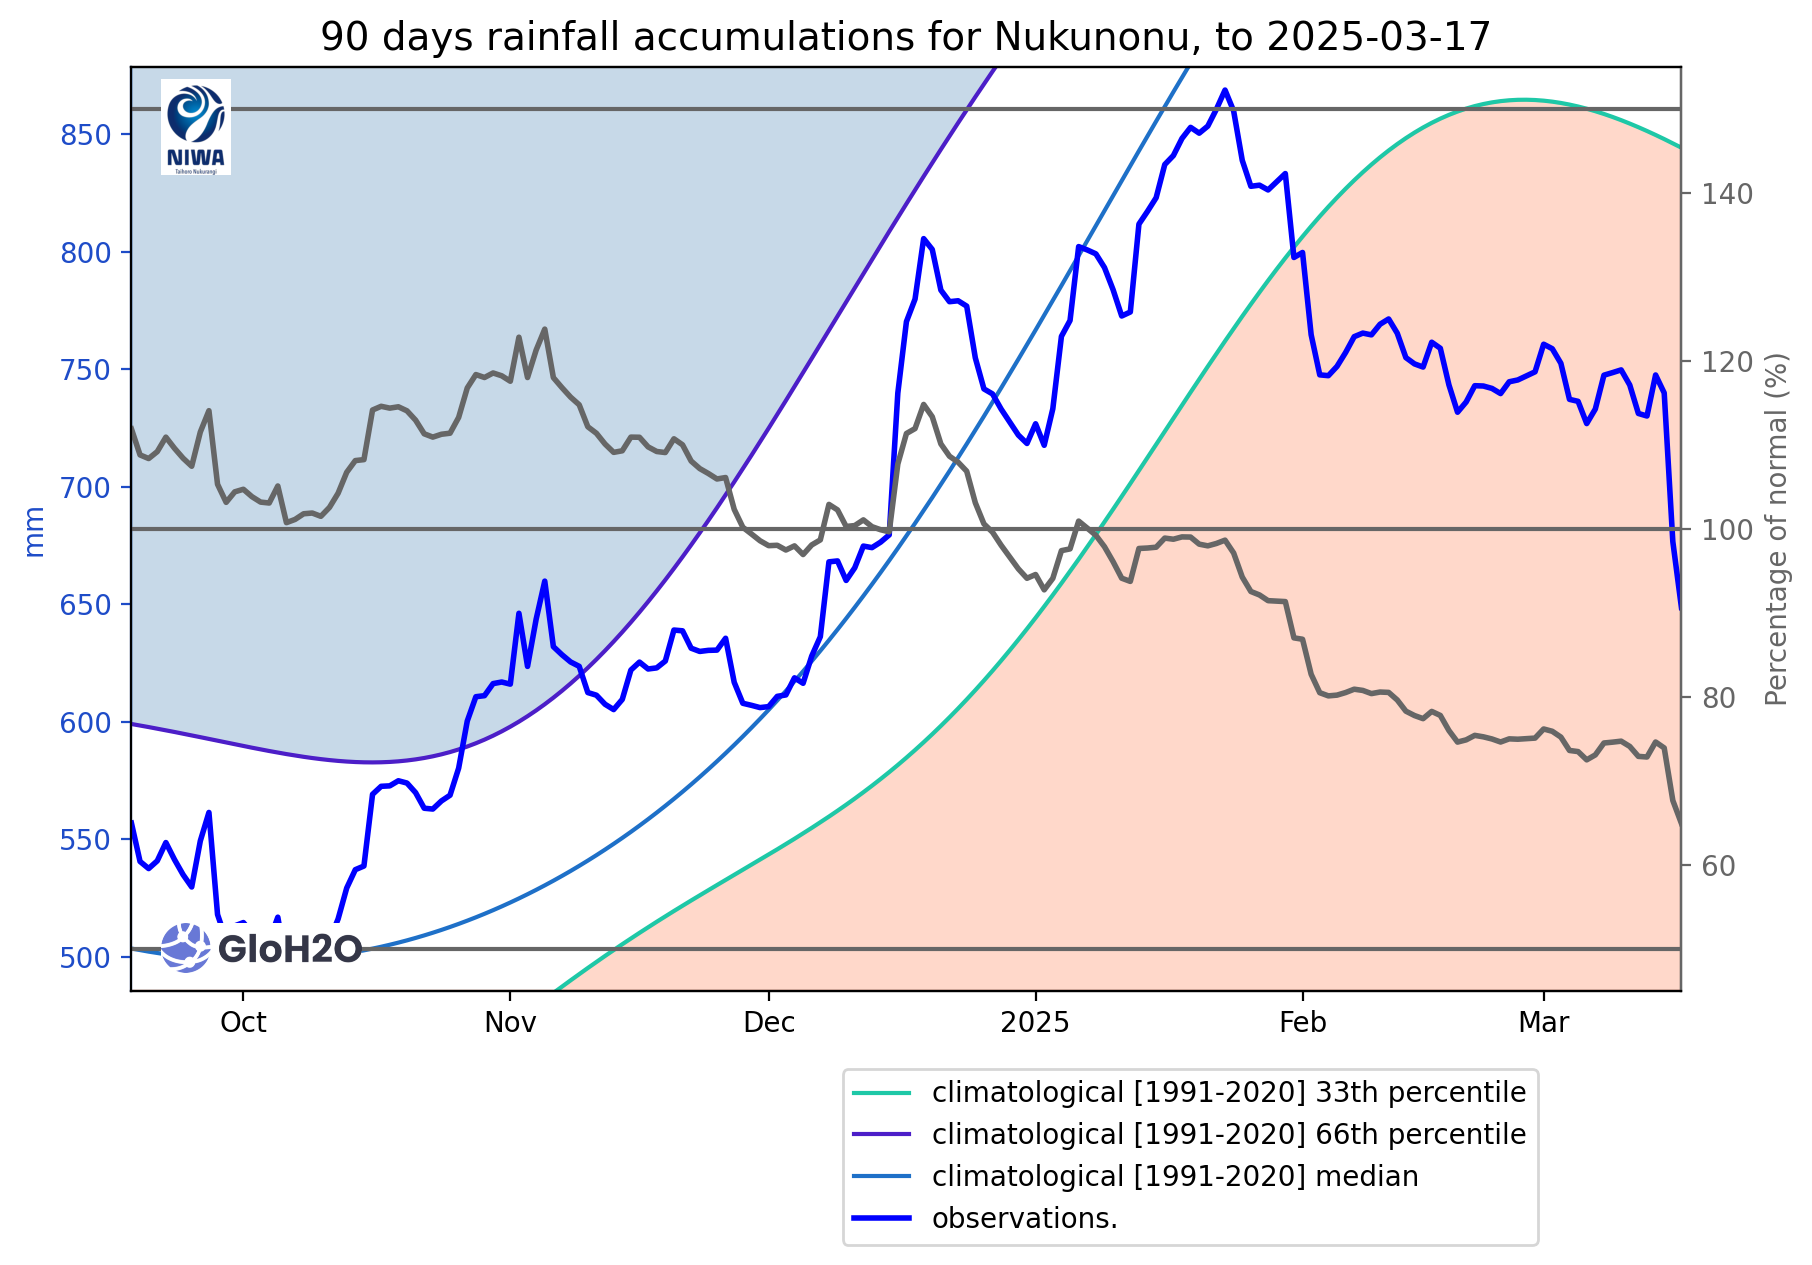 90 days rainfall accumulations for Nukunonu, to 2025-03-17
NIWA
Taihoro Nukurangi
850
800
750
700
650
600
550
500
mm
140
120
100
80
60
Percentage of normal (%)
GloH2O
Oct
Nov
Dec
2025
Feb
Mar
climatological [1991-2020] 33th percentile
climatological [1991-2020] 66th percentile
climatological [1991-2020] median
observations.